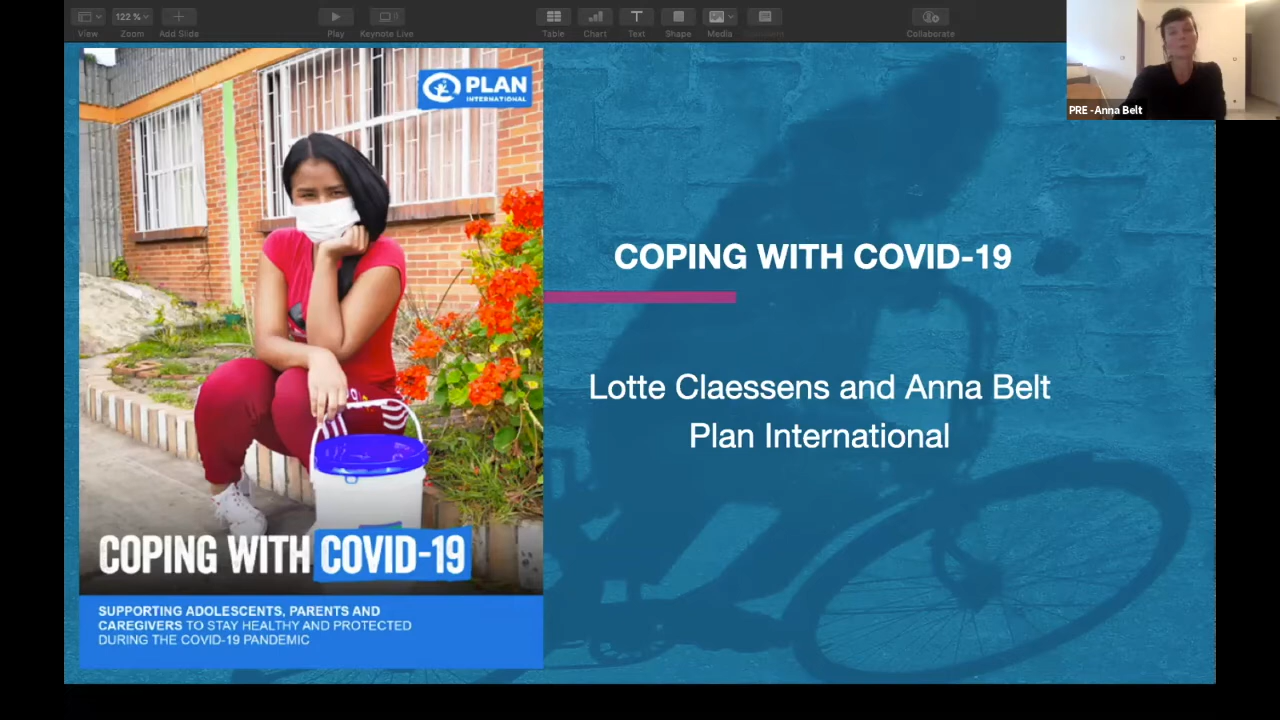 122 %
View
Zoom
Add Slide
Play
Keynote Live
Table
Chart
Text
Shape
Media
Comment
Collaborate
PRE -Anna Belt
PLAN
INTERNATIONAL
COPING WITH COVID-19
SUPPORTING ADOLESCENTS, PARENTS AND
CAREGIVERS TO STAY HEALTHY AND PROTECTED
DURING THE COVID-19 PANDEMIC
COPING WITH COVID-19
Lotte Claessens and Anna Belt
Plan International